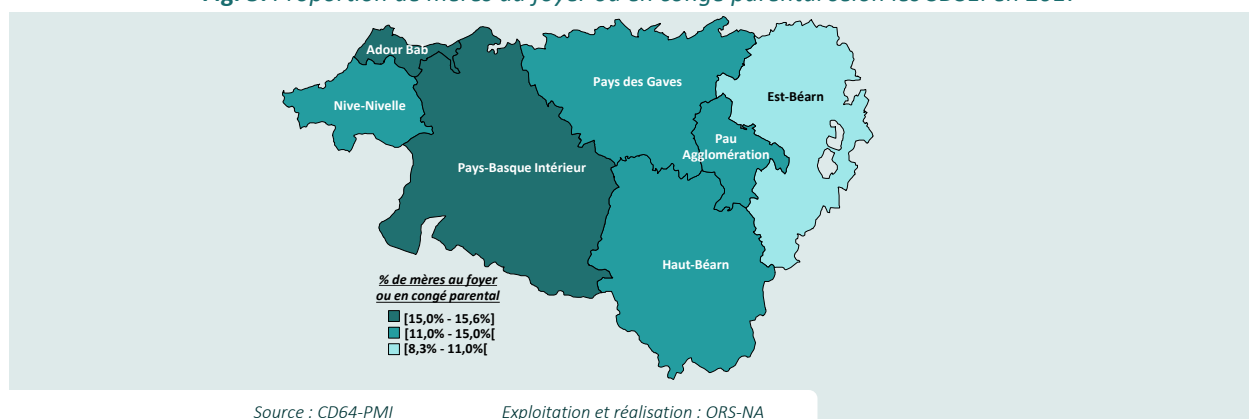 Adour Bab
Pays des Gaves
Est-Béarn
Nive-Nivelle
Pau
Agglomération
Pays-Basque Intérieur
Haut-Béarn
% de mères au foyer
ou en congé parental
[15,0% - 15,6%]
[11,0% - 15,0%[
[8,3% - 11,0%[
Source : CD64-PMI Exploitation et réalisation : ORS-NA